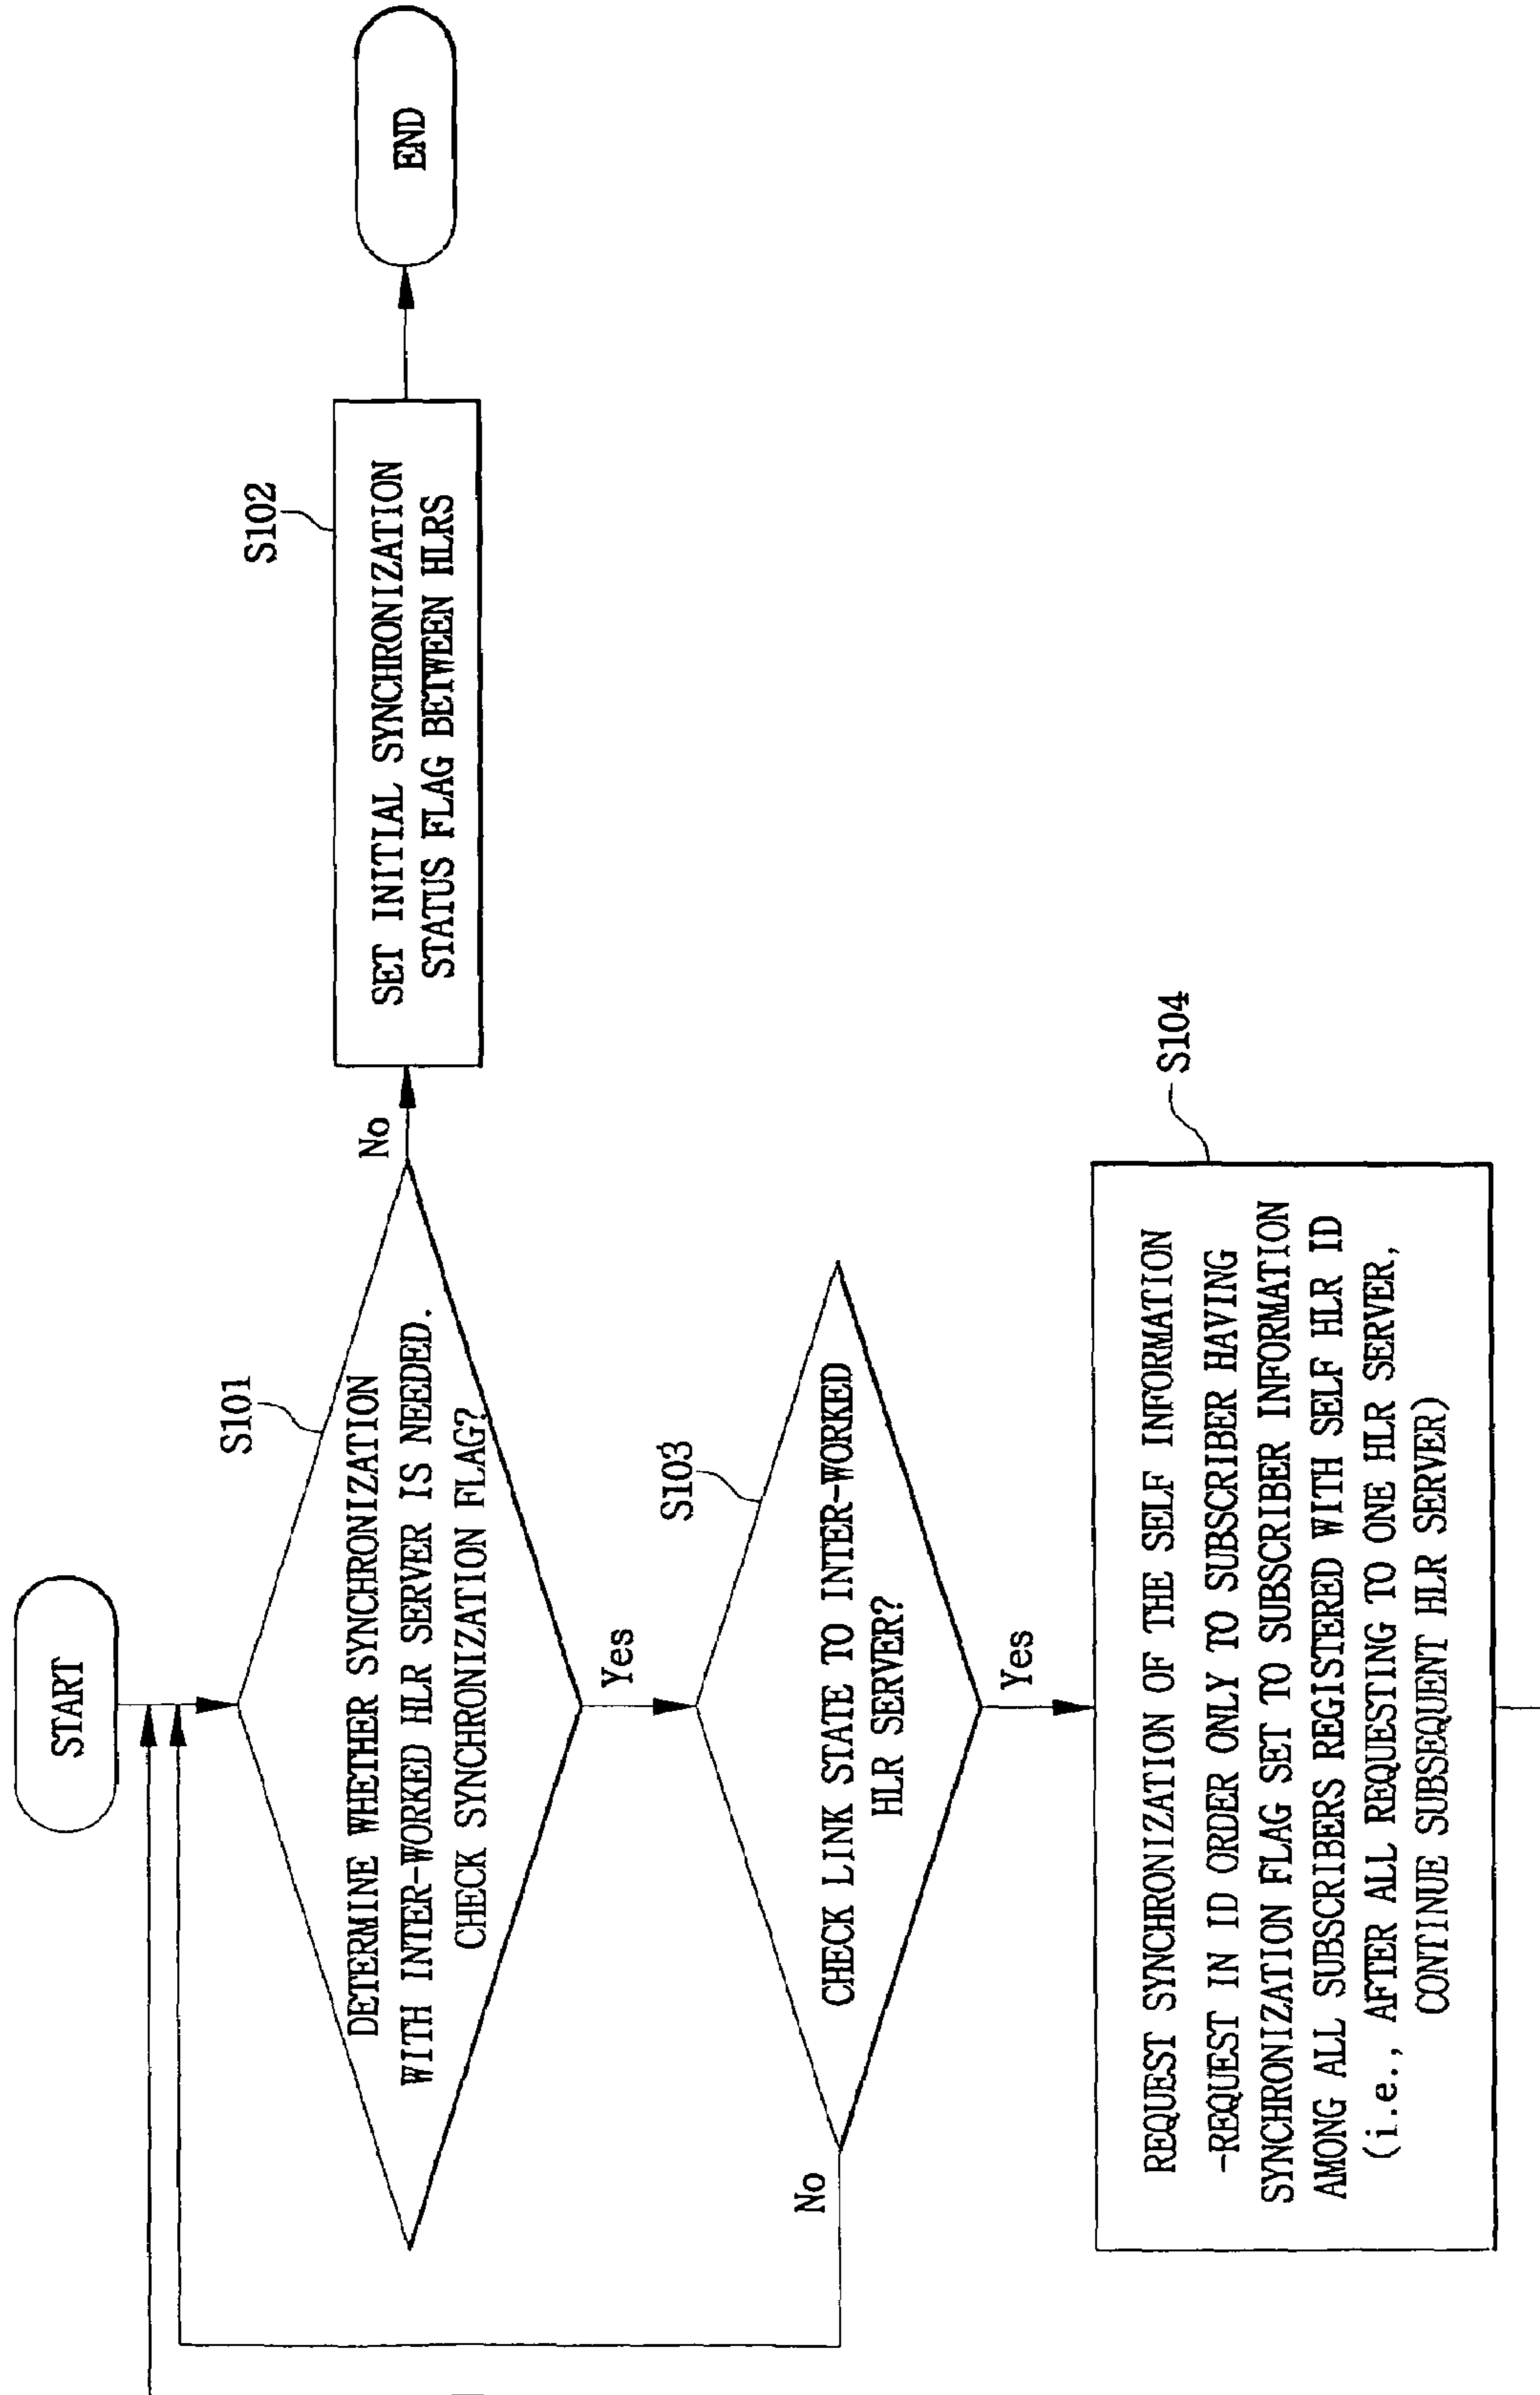 START
S101
DETERMINE WHETHER SYNCHRONIZATION
WITH INTER-WORKED HLR SERVER IS NEEDED.
CHECK SYNCHRONIZATION FLAG?
No
S102
SET INITIAL SYNCHRONIZATION
STATUS FLAG BETWEEN HLRS
END
Yes
S103
CHECK LINK STATE TO INTER-WORKED
HLR SERVER?
No
Yes
S104
REQUEST SYNCHRONIZATION OF THE SELF INFORMATION
-REQUEST IN ID ORDER ONLY TO SUBSCRIBER HAVING
SYNCHRONIZATION FLAG SET TO SUBSCRIBER INFORMATION
AMONG ALL SUBSCRIBERS REGISTERED WITH SELF HLR ID
(i.e., AFTER ALL REQUESTING TO ONE HLR SERVER,
CONTINUE SUBSEQUENT HLR SERVER)